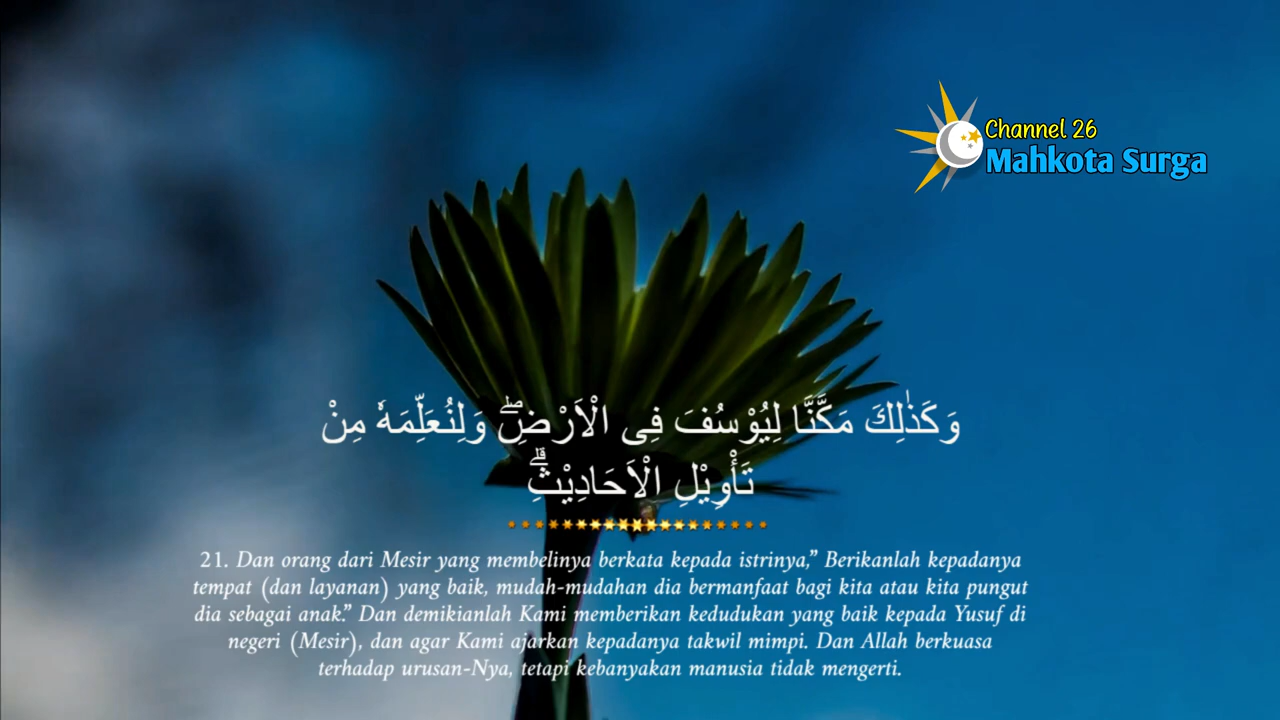 Channel 26
Mahkota Surga
وَكَذٰلِكَ مَكَّنَّا لِيُوْسُفَ فِى الْاَرْضِۖ وَلِنُعَلِّمَهٗ مِنْ
تَأْوِيْلِ الْاَحَادِيْثِۗ
21. Dan orang dari Mesir yang membelinya berkata kepada istrinya,” Berikanlah kepadanya
tempat (dan layanan) yang baik, mudah-mudahan dia bermanfaat bagi kita atau kita pungut
dia sebagai anak.” Dan demikianlah Kami memberikan kedudukan yang baik kepada Yusuf di
negeri (Mesir), dan agar Kami ajarkan kepadanya takwil mimpi. Dan Allah berkuasa
terhadap urusan-Nya, tetapi kebanyakan manusia tidak mengerti.